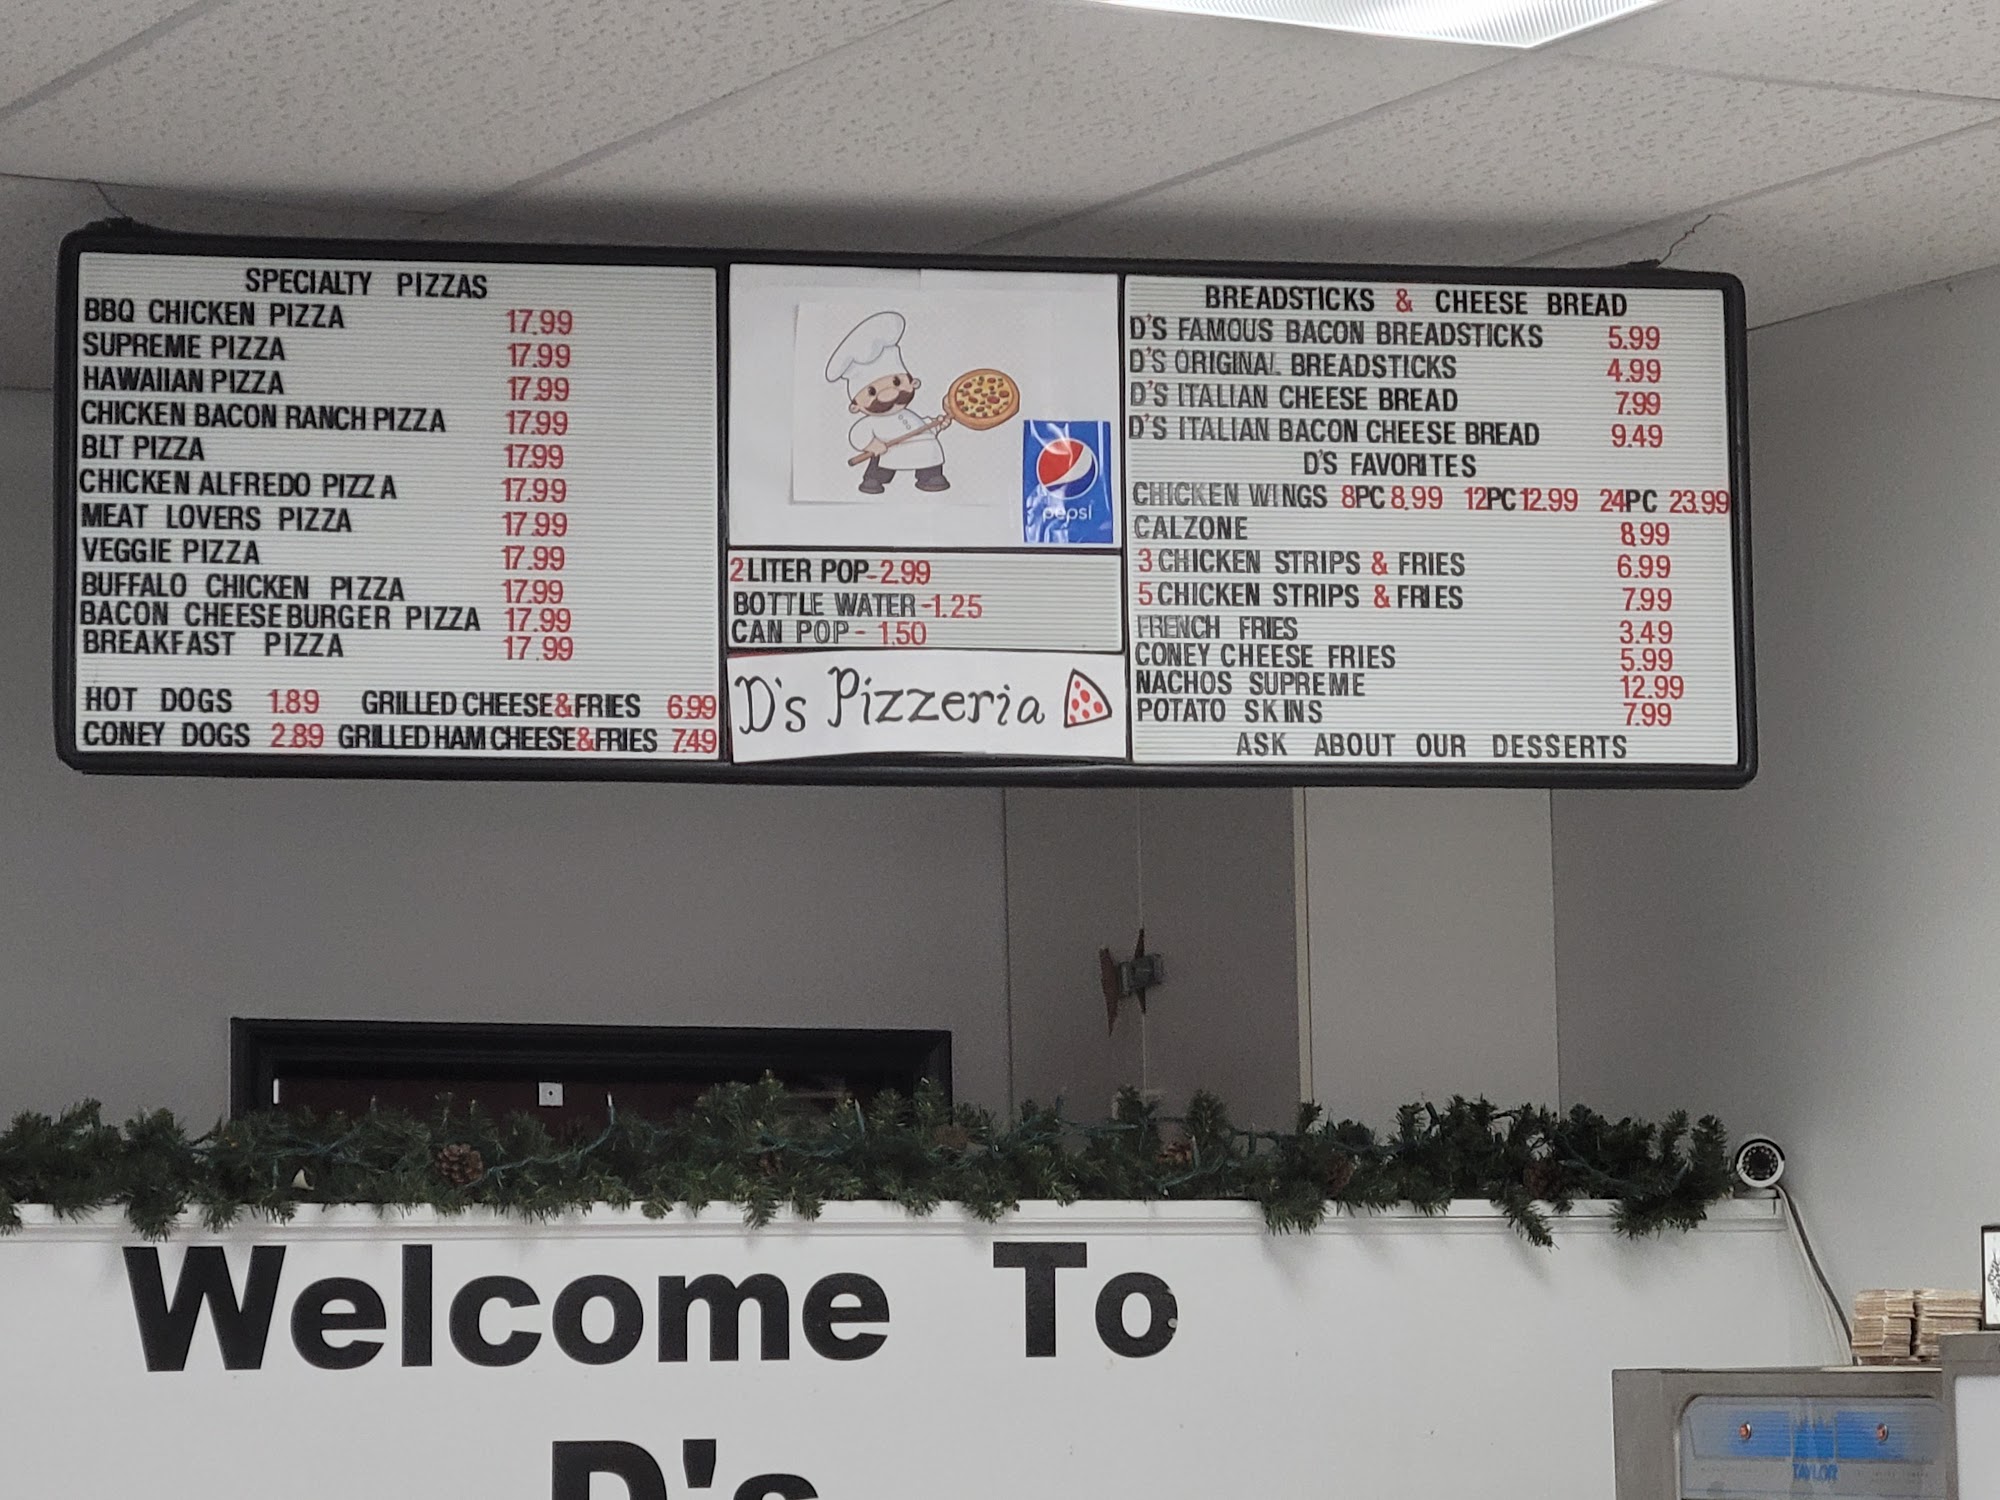 SPECIALTY PIZZAS
BBQ CHICKEN PIZZA 17.99
SUPREME PIZZA 17.99
HAWAIIAN PIZZA 17.99
CHICKEN BACON RANCH PIZZA 17.99
BLT PIZZA 17.99
CHICKEN ALFREDO PIZZA 17.99
MEAT LOVERS PIZZA 17.99
VEGGIE PIZZA 17.99
BUFFALO CHICKEN PIZZA 17.99
BACON CHEESEBURGER PIZZA 17.99
BREAKFAST PIZZA 17.99
HOT DOGS 1.89 GRILLED CHEESE & FRIES 6.99
CONEY DOGS 2.89 GRILLED HAM CHEESE & FRIES 7.49
pepsi
2 LITER POP-2.99
BOTTLE WATER-1.25
CAN POP- 1.50
D's Pizzeria
BREADSTICKS & CHEESE BREAD
D'S FAMOUS BACON BREADSTICKS 5.99
D'S ORIGINAL BREADSTICKS 4.99
D'S ITALIAN CHEESE BREAD 7.99
D'S ITALIAN BACON CHEESE BREAD 9.49
D'S FAVORITES
CHICKEN WINGS 8PC 8.99 12PC 12.99 24PC 23.99
CALZONE 8.99
3 CHICKEN STRIPS & FRIES 6.99
5 CHICKEN STRIPS & FRIES 7.99
FRENCH FRIES 3.49
CONEY CHEESE FRIES 5.99
NACHOS SUPREME 12.99
POTATO SKINS 7.99
ASK ABOUT OUR DESSERTS
Welcome To
D's
TAYLOR